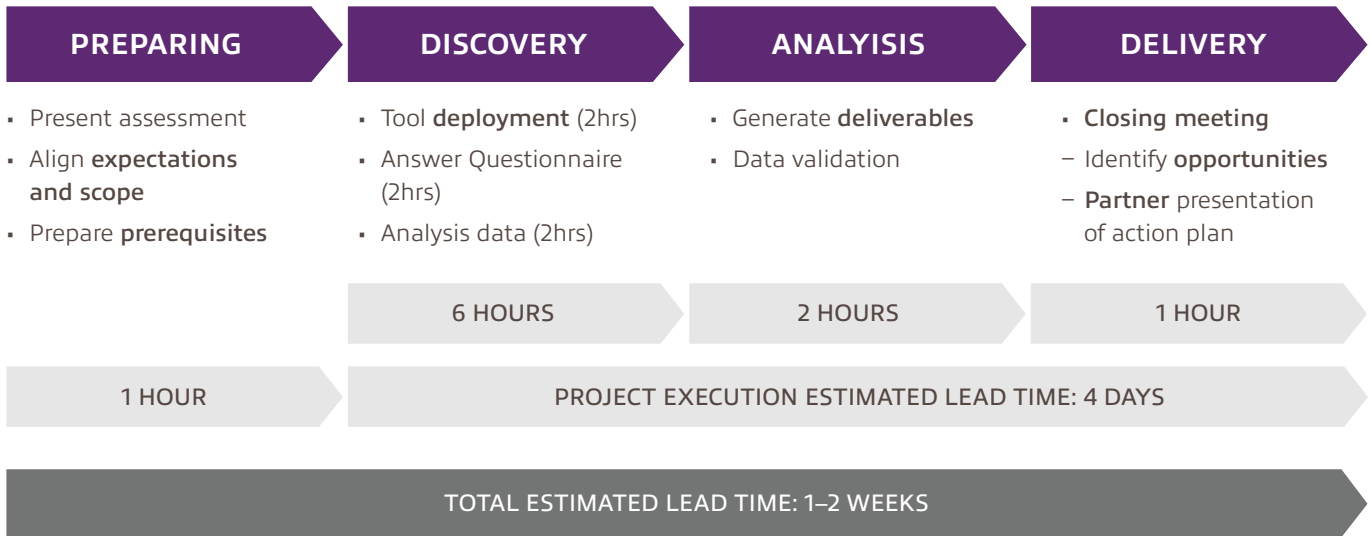 PREPARING
• Present assessment
• Align expectations
and scope
• Prepare prerequisites
DISCOVERY
• Tool deployment (2hrs)
• Answer Questionnaire
(2hrs)
• Analysis data (2hrs)
ANALYISIS
• Generate deliverables
• Data validation
DELIVERY
• Closing meeting
– Identify opportunities
– Partner presentation
of action plan
6 HOURS
2 HOURS
1 HOUR
1 HOUR
PROJECT EXECUTION ESTIMATED LEAD TIME: 4 DAYS
TOTAL ESTIMATED LEAD TIME: 1–2 WEEKS